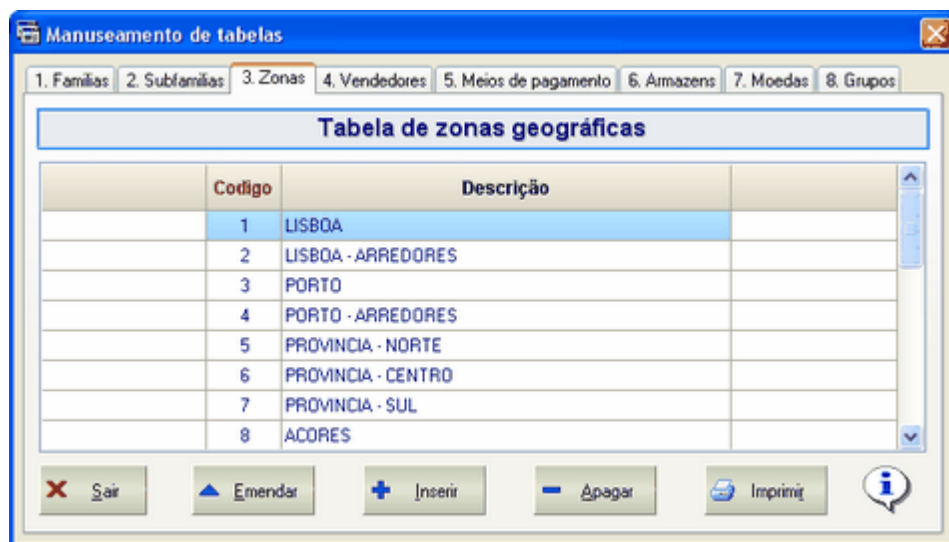 Manuseamento de tabelas
1. Familias 2. Subfamilias 3. Zonas 4. Vendedores 5. Meios de pagamento 6. Armazens 7. Moedas 8. Grupos
Tabela de zonas geográficas
Codigo Descrição
1 LISBOA
2 LISBOA - ARREDORES
3 PORTO
4 PORTO - ARREDORES
5 PROVINCIA - NORTE
6 PROVINCIA - CENTRO
7 PROVINCIA - SUL
8 ACORES
Sair Emendar Inserir Apagar Imprimir